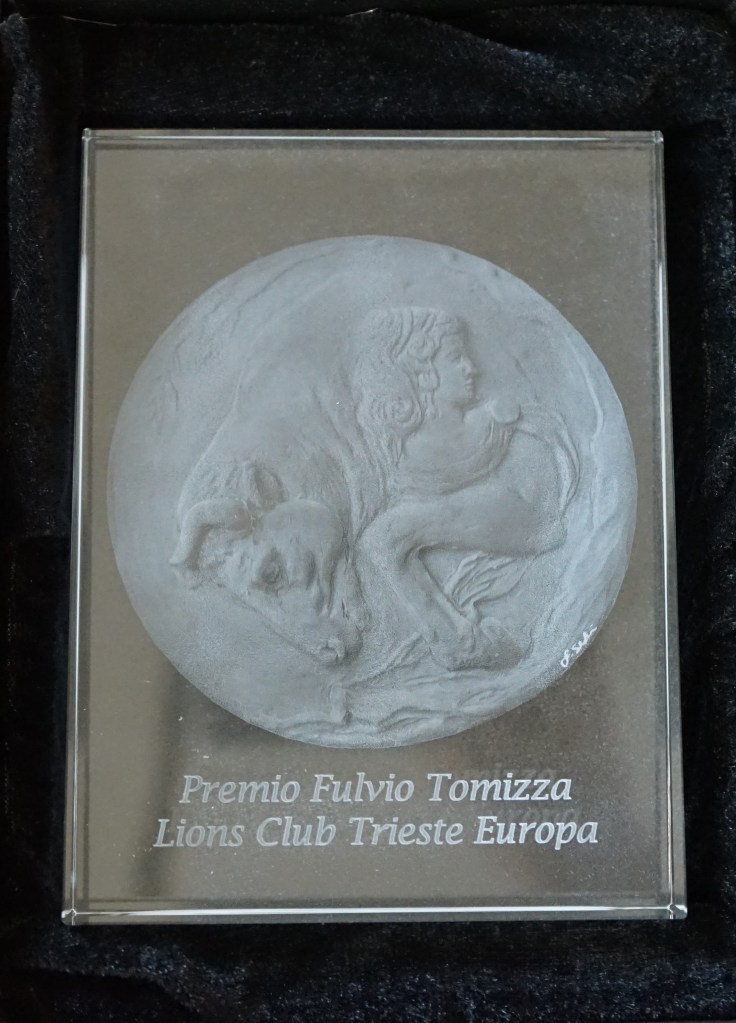 Premio Fulvio Tomizza
Lions Club Trieste Europa